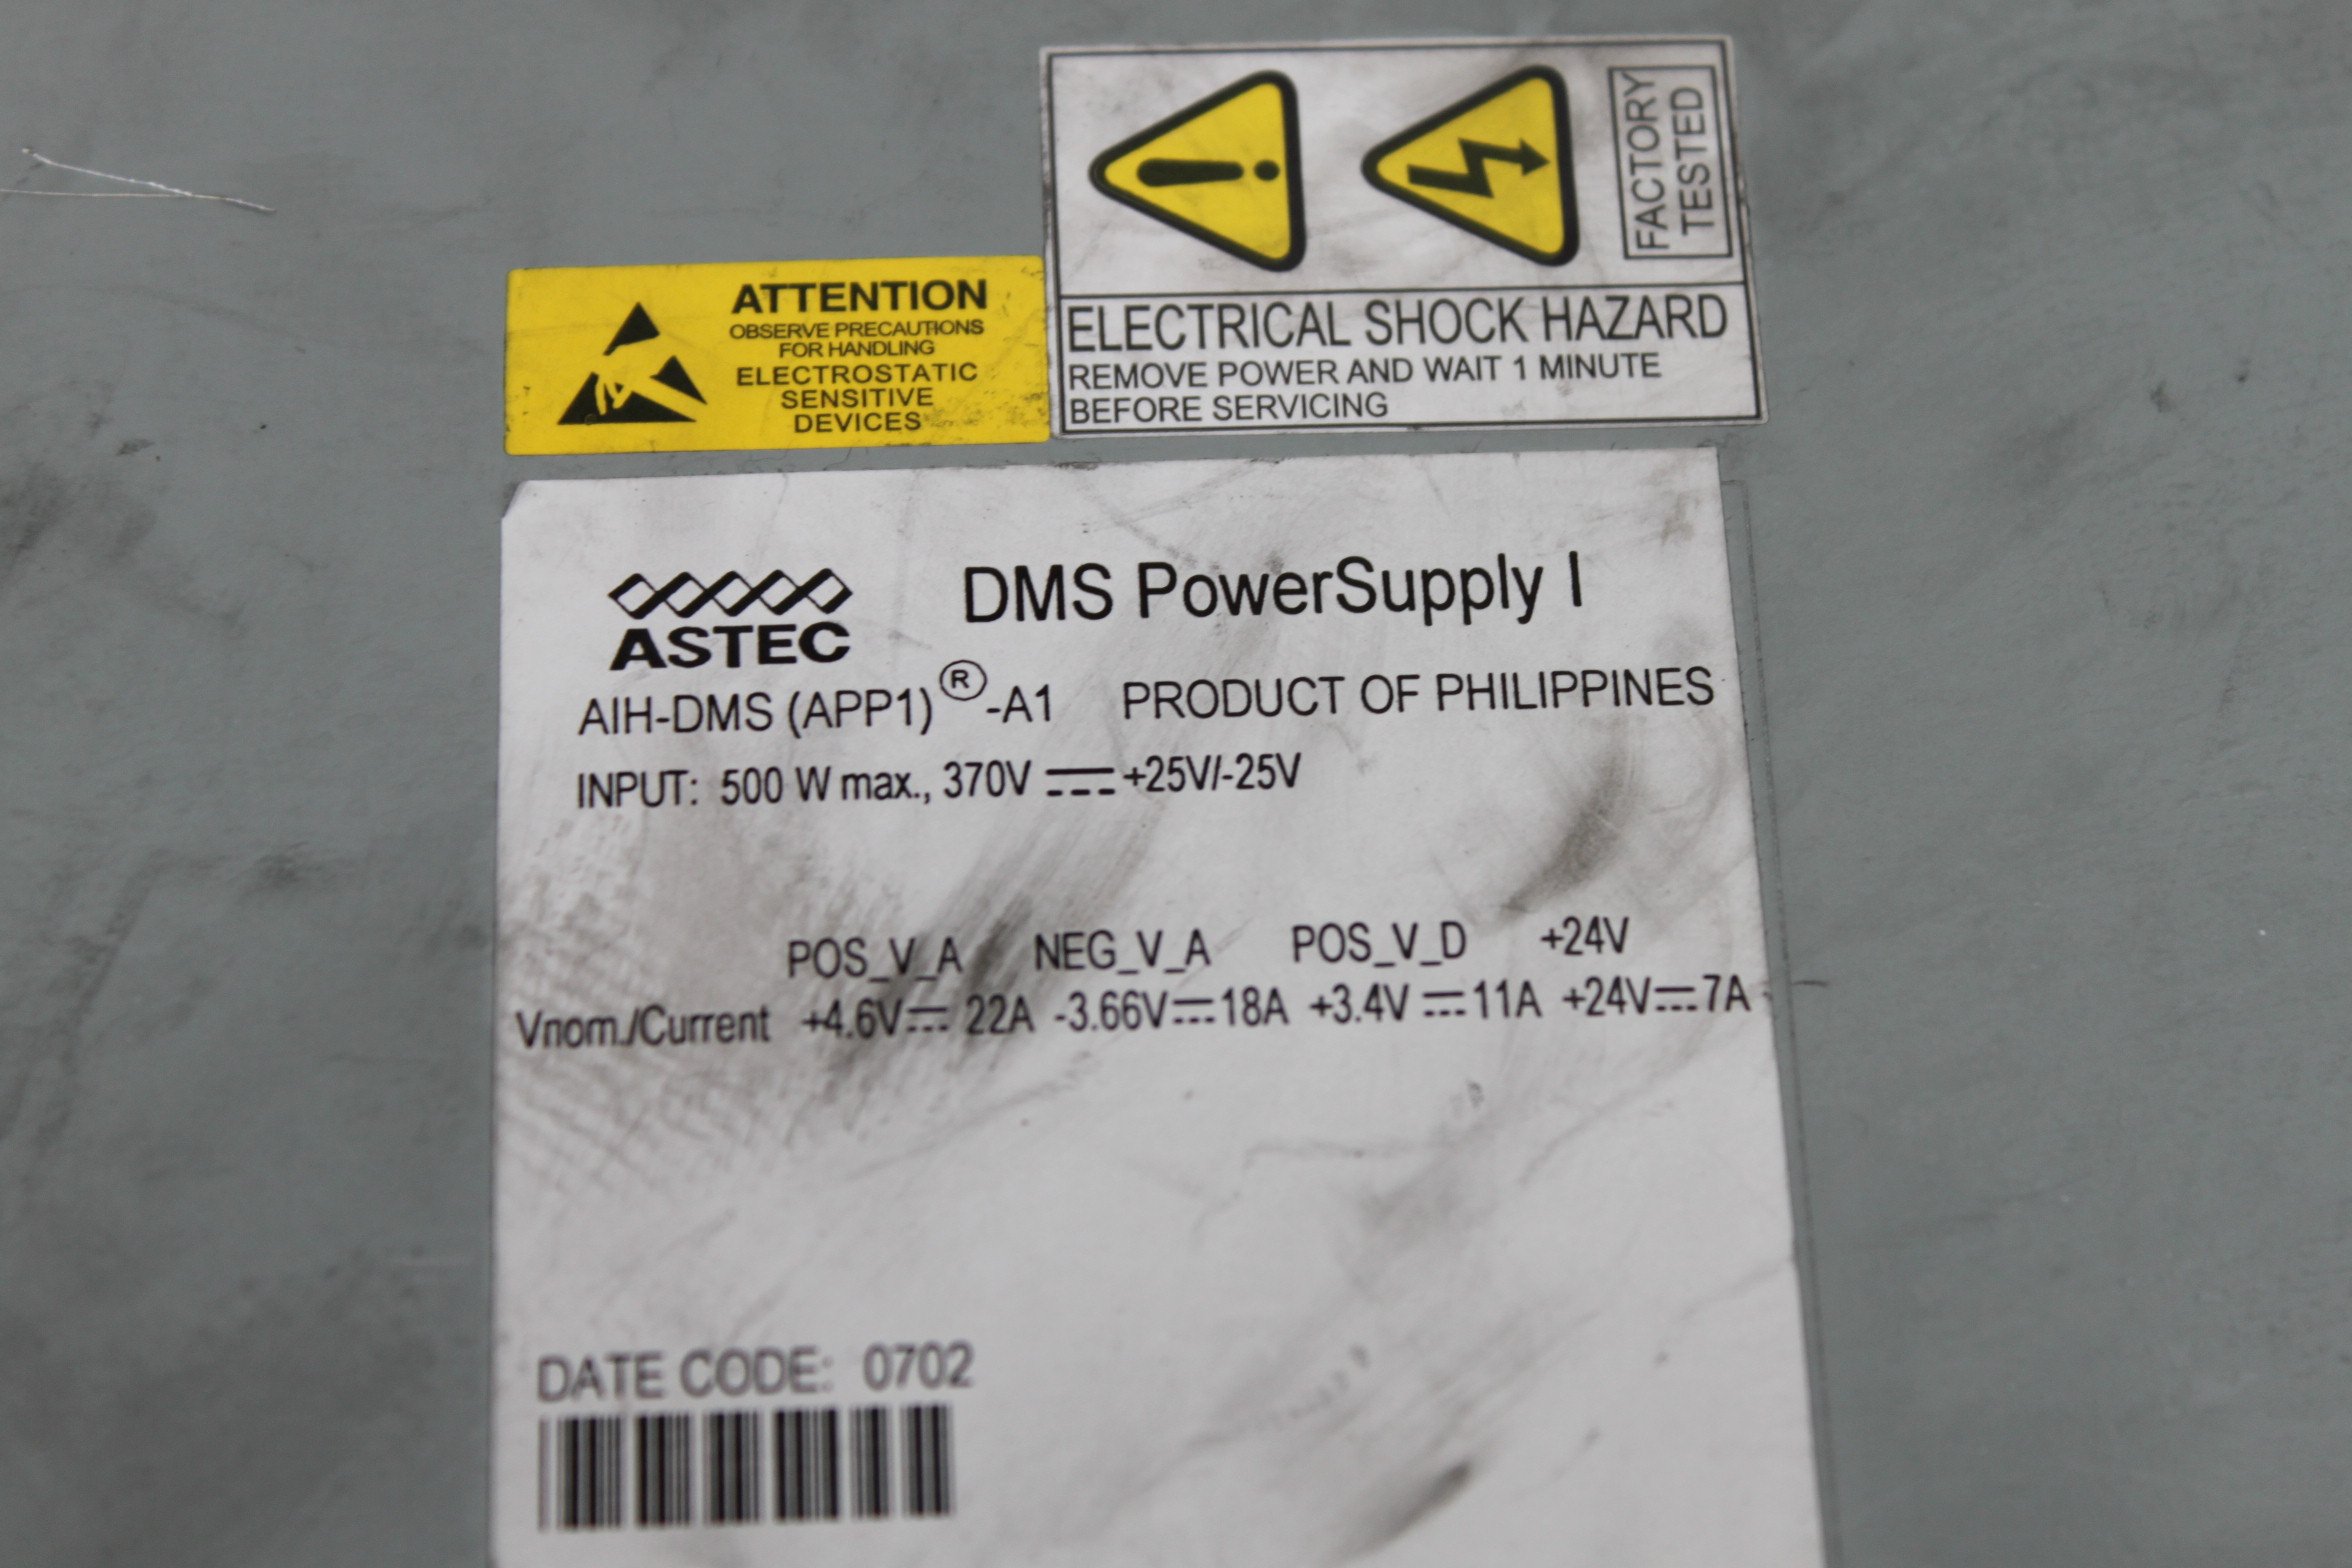 FACTORY
TESTED
ELECTRICAL SHOCK HAZARD
REMOVE POWER AND WAIT 1 MINUTE
BEFORE SERVICING
ATTENTION
OBSERVE PRECAUTIONS
FOR HANDLING
ELECTROSTATIC
SENSITIVE
DEVICES
ASTEC
DMS PowerSupply I
AIH-DMS (APP1)®-A1 PRODUCT OF PHILIPPINES
INPUT: 500 W max., 370V ⎓ +25V/-25V
POS_V_A NEG_V_A POS_V_D +24V
Vnom./Current +4.6V⎓ 22A -3.66V⎓18A +3.4V⎓11A +24V⎓7A
DATE CODE: 0702